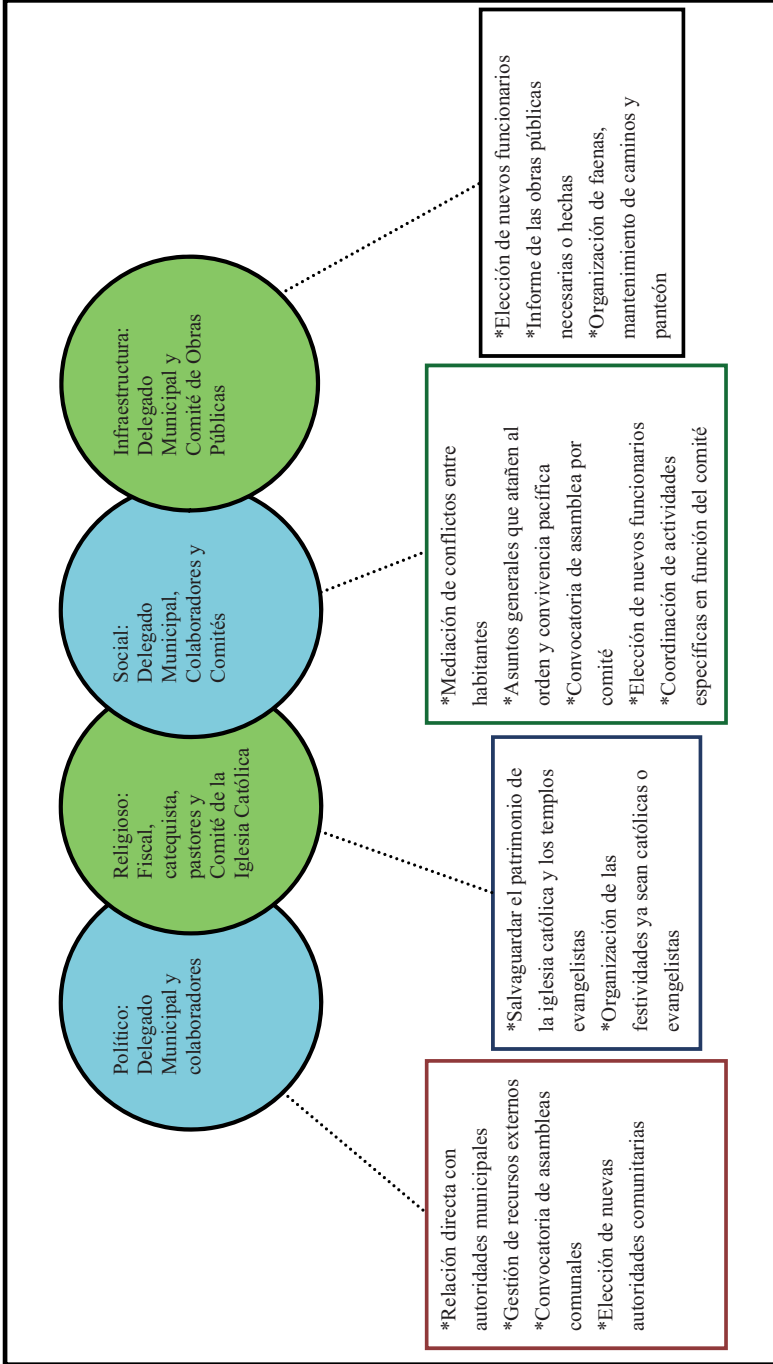 Político:
Delegado
Municipal y
colaboradores
Religioso:
Fiscal,
catequista,
pastores y
Comité de la
Iglesia Católica
Social:
Delegado
Municipal,
Colaboradores y
Comités
Infraestructura:
Delegado
Municipal y
Comité de Obras
Públicas
*Relación directa con
autoridades municipales
*Gestión de recursos externos
*Convocatoria de asambleas
comunales
*Elección de nuevas
autoridades comunitarias
*Salvaguardar el patrimonio de
la iglesia católica y los templos
evangelistas
*Organización de las
festividades ya sean católicas o
evangelistas
*Mediación de conflictos entre
habitantes
*Asuntos generales que atañen al
orden y convivencia pacífica
*Convocatoria de asamblea por
comité
*Elección de nuevos funcionarios
*Coordinación de actividades
específicas en función del comité
*Elección de nuevos funcionarios
*Informe de las obras públicas
necesarias o hechas
*Organización de faenas,
mantenimiento de caminos y
panteón